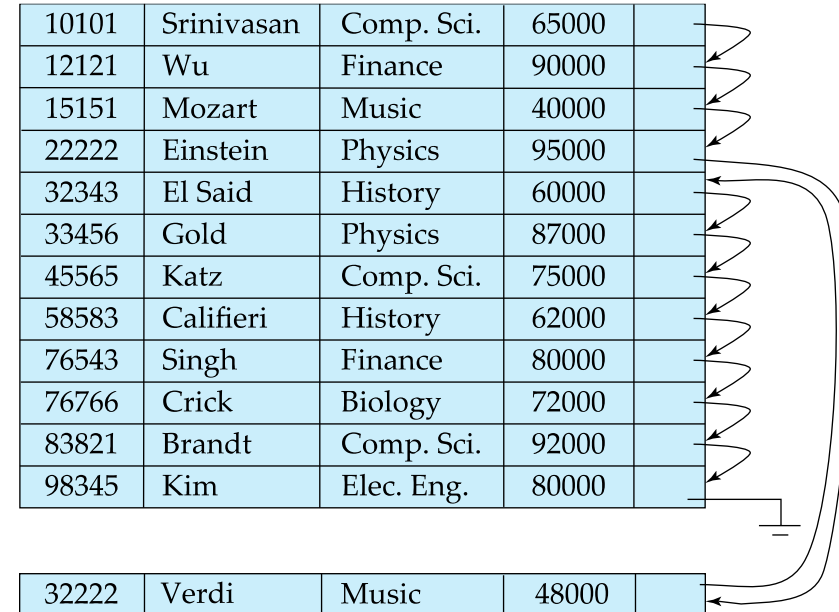 10101 Srinivasan Comp. Sci. 65000
12121 Wu Finance 90000
15151 Mozart Music 40000
22222 Einstein Physics 95000
32343 El Said History 60000
33456 Gold Physics 87000
45565 Katz Comp. Sci. 75000
58583 Califieri History 62000
76543 Singh Finance 80000
76766 Crick Biology 72000
83821 Brandt Comp. Sci. 92000
98345 Kim Elec. Eng. 80000
32222 Verdi Music 48000